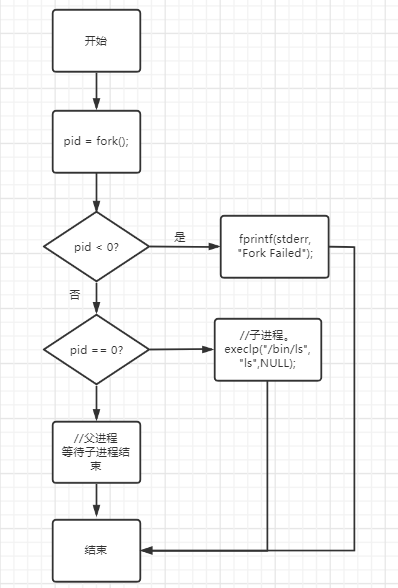 开始
pid = fork();
pid < 0?
是
fprintf(stderr,
"Fork Failed");
否
pid == 0?
//子进程。
execlp("/bin/ls",
"ls",NULL);
//父进程
等待子进程结
束
结束